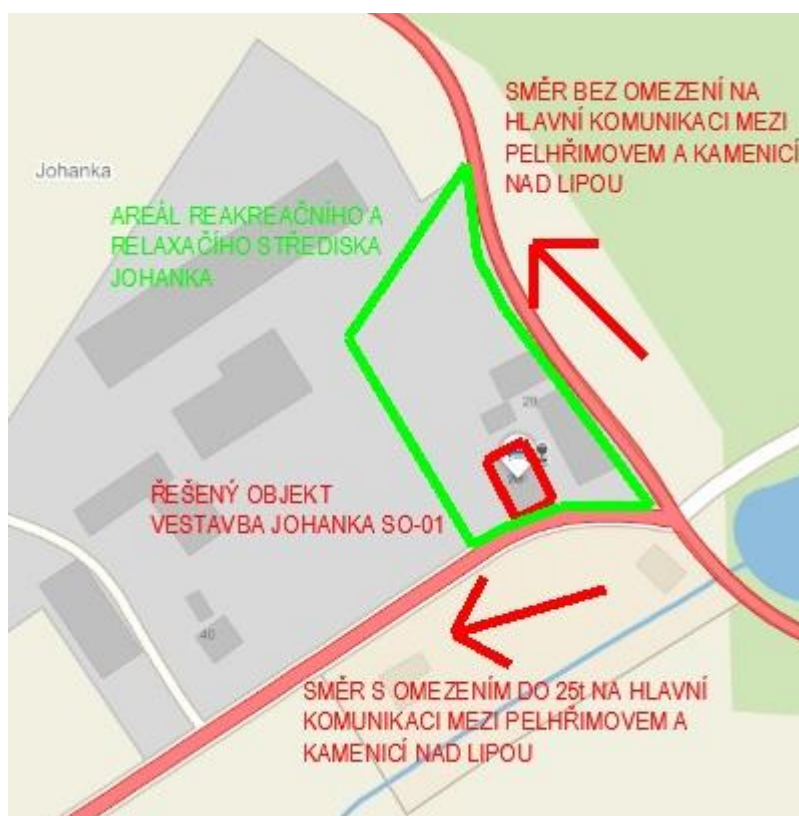 SMĚR BEZ OMEZENÍ NA
HLAVNÍ KOMUNIKACI MEZI
PELHŘIMOVEM A KAMENICÍ
NAD LIPOU
Johanka
AREÁL REAKREAČNÍHO A
RELAXAČÍHO STŘĚDISKA
JOHANKA
29
ŘEŠENÝ OBJEKT
VESTAVBA JOHANKA SO-01
40
SMĚR S OMEZENÍM DO 25t NA HLAVNÍ
KOMUNIKACI MEZI PELHŘIMOVEM A
KAMENICÍ NAD LIPOU